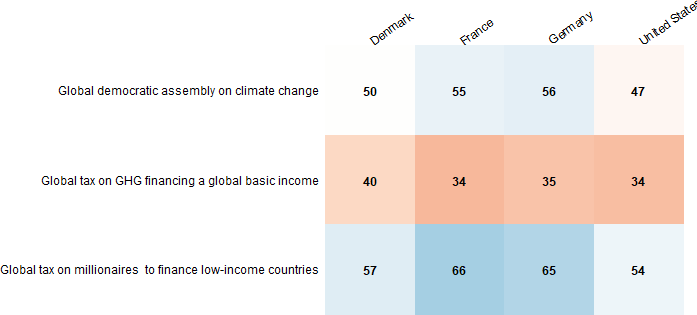 Denmark France Germany United States
Global democratic assembly on climate change 50 55 56 47
Global tax on GHG financing a global basic income 40 34 35 34
Global tax on millionaires to finance low-income countries 57 66 65 54